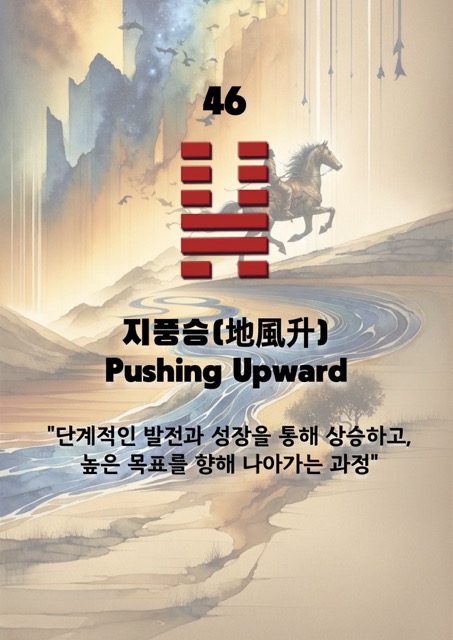 46
지풍승(地風升)
Pushing Upward
"단계적인 발전과 성장을 통해 상승하고,
높은 목표를 향해 나아가는 과정"